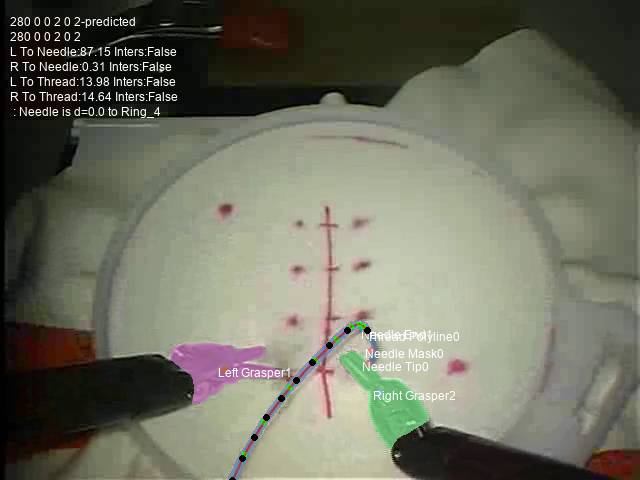 280 0 0 2 0 2-predicted
280 0 0 2 0 2
L To Needle:87.15 Inters:False
R To Needle:0.31 Inters:False
L To Thread:13.98 Inters:False
R To Thread:14.64 Inters:False
: Needle is d=0.0 to Ring_4
Thread Polyline0
Needle Mask0
Needle Tip0
Left Grasper1
Right Grasper2